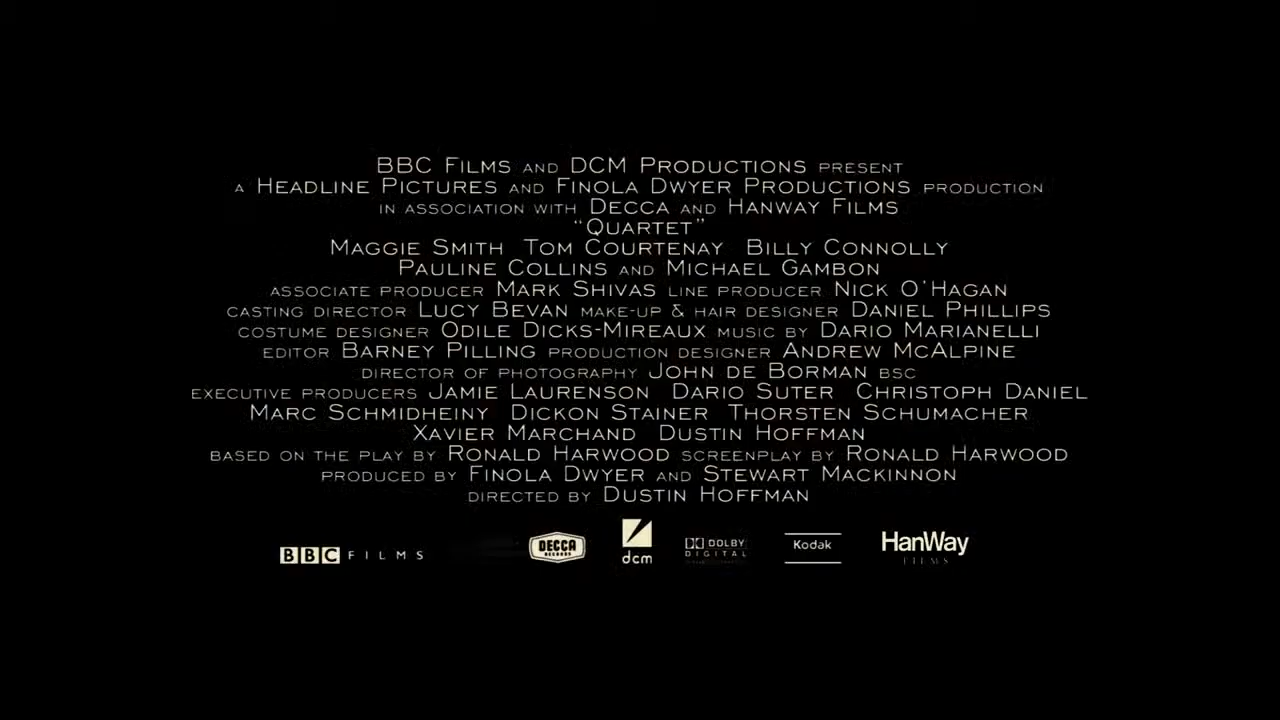 BBC FILMS AND DCM PRODUCTIONS PRESENT
A HEADLINE PICTURES AND FINOLA DWYER PRODUCTIONS PRODUCTION
IN ASSOCIATION WITH DECCA AND HANWAY FILMS
"QUARTET"
MAGGIE SMITH TOM COURTENAY BILLY CONNOLLY
PAULINE COLLINS AND MICHAEL GAMBON
ASSOCIATE PRODUCER MARK SHIVAS LINE PRODUCER NICK O'HAGAN
CASTING DIRECTOR LUCY BEVAN MAKE-UP & HAIR DESIGNER DANIEL PHILLIPS
COSTUME DESIGNER ODILE DICKS-MIREAUX MUSIC BY DARIO MARIANELLI
EDITOR BARNEY PILLING PRODUCTION DESIGNER ANDREW MCALPINE
DIRECTOR OF PHOTOGRAPHY JOHN DE BORMAN BSC
EXECUTIVE PRODUCERS JAMIE LAURENSON DARIO SUTER CHRISTOPH DANIEL
MARC SCHMIDHEINY DICKON STAINER THORSTEN SCHUMACHER
XAVIER MARCHAND DUSTIN HOFFMAN
BASED ON THE PLAY BY RONALD HARWOOD SCREENPLAY BY RONALD HARWOOD
PRODUCED BY FINOLA DWYER AND STEWART MACKINNON
DIRECTED BY DUSTIN HOFFMAN
BBC FILMS DECCA RECORDS dcm DOLBY DIGITAL Kodak HanWay FILMS